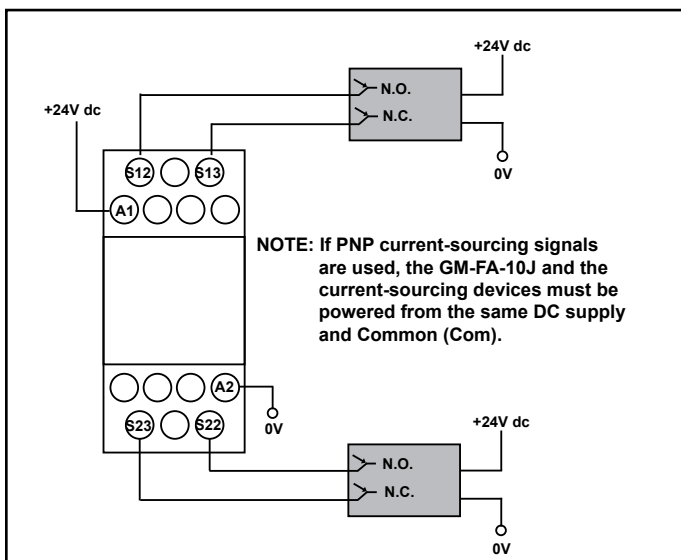 +24V dc
N.O.
N.C.
+24V dc
0V
S12
S13
A1
NOTE: If PNP current-sourcing signals
are used, the GM-FA-10J and the
current-sourcing devices must be
powered from the same DC supply
and Common (Com).
A2
0V
S23
S22
+24V dc
N.O.
N.C.
0V